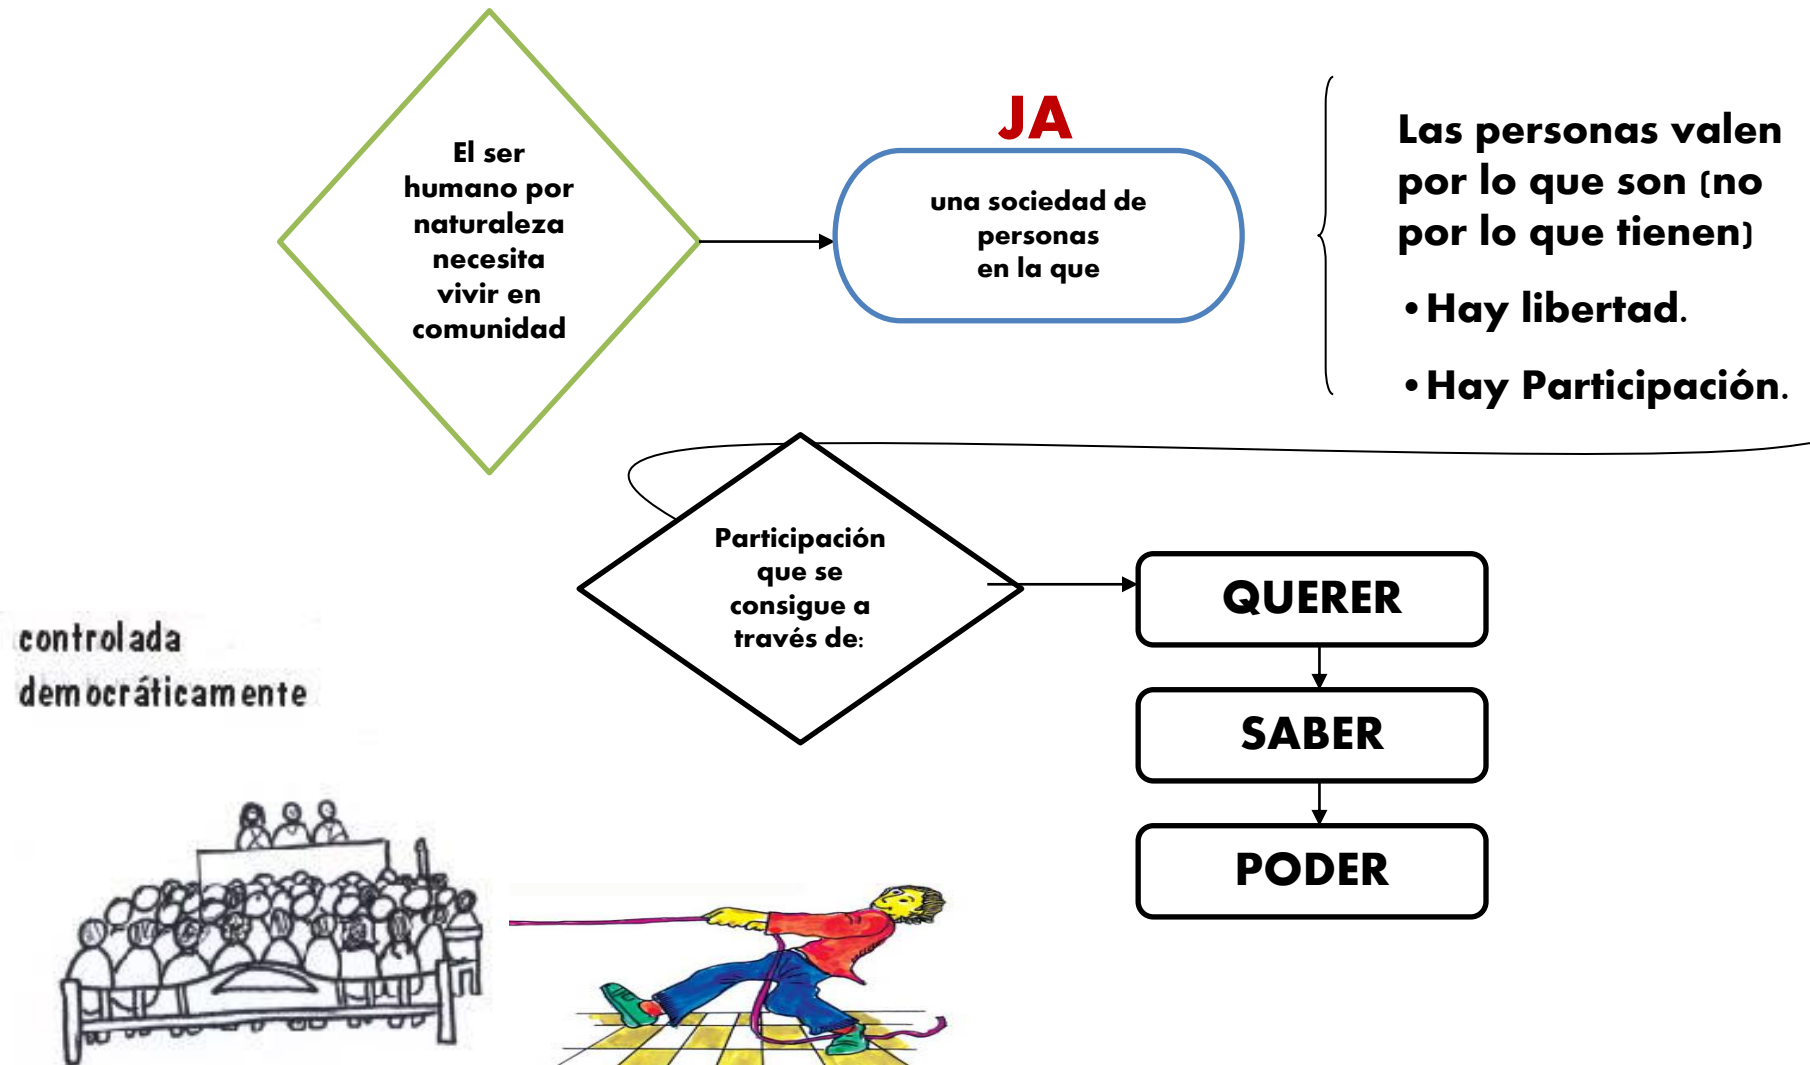 El ser
humano por
naturaleza
necesita
vivir en
comunidad
JA
una sociedad de
personas
en la que
Las personas valen
por lo que son (no
por lo que tienen)
•Hay libertad.
•Hay Participación.
Participación
que se
consigue a
través de:
QUERER
SABER
PODER
controlada
democráticamente